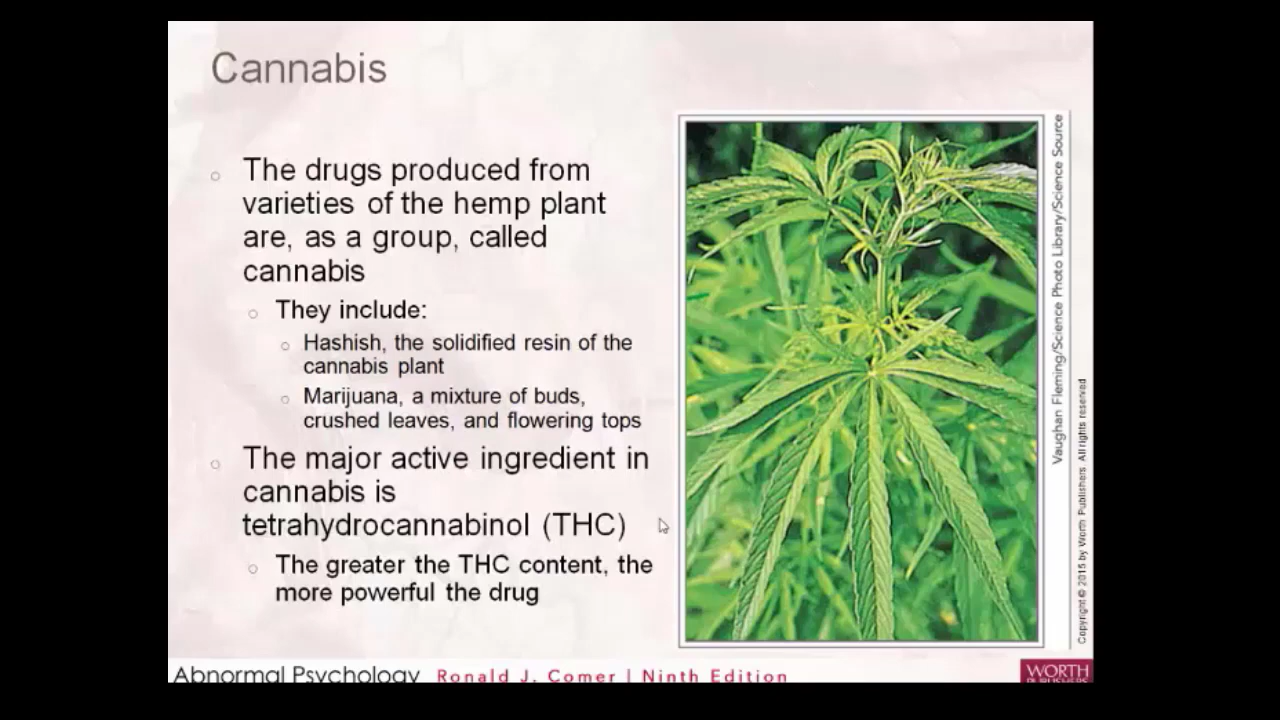 Cannabis
The drugs produced from
varieties of the hemp plant
are, as a group, called
cannabis
They include:
Hashish, the solidified resin of the
cannabis plant
Marijuana, a mixture of buds,
crushed leaves, and flowering tops
The major active ingredient in
cannabis is
tetrahydrocannabinol (THC)
The greater the THC content, the
more powerful the drug
Vaughan Fleming/Science Photo Library/Science Source
Copyright © 2015 by Worth Publishers. All rights reserved
Abnormal Psychology Ronald J. Comer | Ninth Edition
WORTH
PUBLISHERS